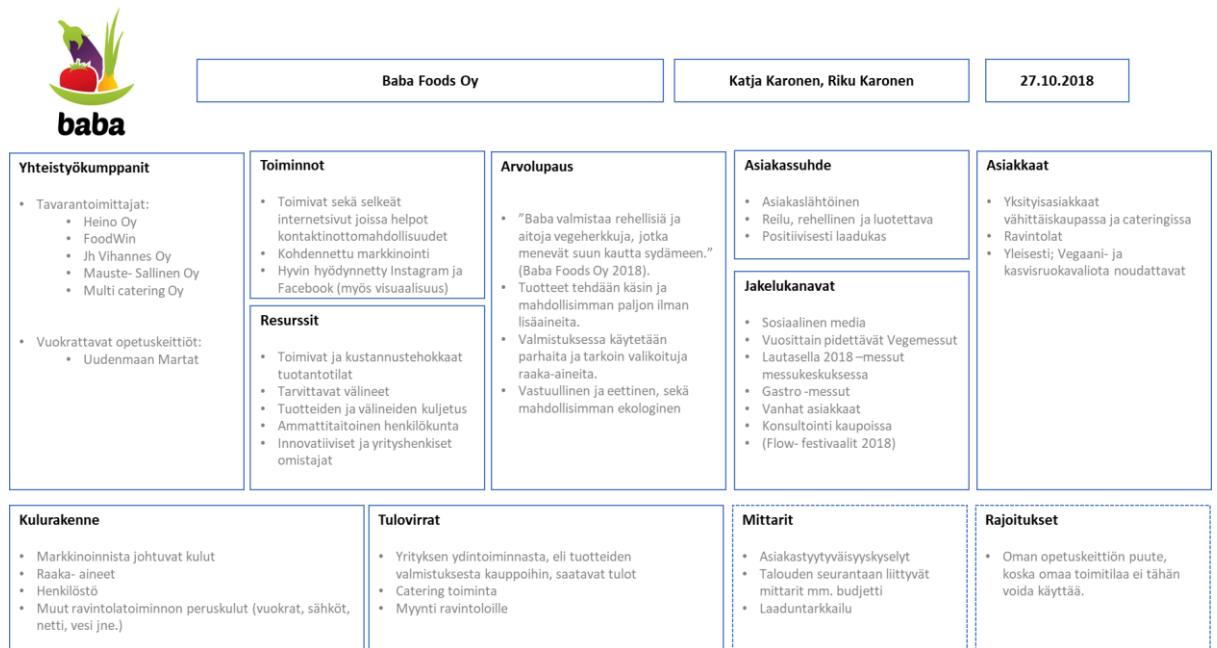 baba
Baba Foods Oy
Katja Karonen, Riku Karonen
27.10.2018
Yhteistyökumppanit
• Tavarantoimittajat:
• Heino Oy
• FoodWin
• Jh Vihannes Oy
• Mauste- Sallinen Oy
• Multi catering Oy
• Vuokrattavat opetuskeittiöt:
• Uudenmaan Martat
Toiminnot
• Toimivat sekä selkeät
internetsivut joissa helpot
kontaktinottomahdollisuudet
• Kohdennettu markkinointi
• Hyvin hyödynnetty Instagram ja
Facebook (myös visuaalisuus)
Resurssit
• Toimivat ja kustannustehokkaat
tuotantotilat
• Tarvittavat välineet
• Tuotteiden ja välineiden kuljetus
• Ammattitaitoinen henkilökunta
• Innovatiiviset ja yrityshenkiset
omistajat
Arvolupaus
• ”Baba valmistaa rehellisiä ja
aitoja vegeherkkuja, jotka
menevät suun kautta sydämeen.”
(Baba Foods Oy 2018).
• Tuotteet tehdään käsin ja
mahdollisimman paljon ilman
lisäaineita.
• Valmistuksessa käytetään
parhaita ja tarkoin valikoituja
raaka-aineita.
• Vastuullinen ja eettinen, sekä
mahdollisimman ekologinen
Asiakassuhde
• Asiakaslähtöinen
• Reilu, rehellinen ja luotettava
• Positiivisesti laadukas
Jakelukanavat
• Sosiaalinen media
• Vuosittain pidettävät Vegemessut
• Lautasella 2018 –messut
messukeskuksessa
• Gastro -messut
• Vanhat asiakkaat
• Konsultointi kaupoissa
• (Flow- festivaalit 2018)
Asiakkaat
• Yksityisasiakkaat
vähittäiskaupassa ja cateringissa
• Ravintolat
• Yleisesti; Vegaani- ja
kasvisruokavaliota noudattavat
Kulurakenne
• Markkinoinnista johtuvat kulut
• Raaka- aineet
• Henkilöstö
• Muut ravintolatoiminnon peruskulut (vuokrat, sähköt,
netti, vesi jne.)
Tulovirrat
• Yrityksen ydintoiminnasta, eli tuotteiden
valmistuksesta kauppoihin, saatavat tulot
• Catering toiminta
• Myynti ravintoloille
Mittarit
• Asiakastyytyväisyyskyselyt
• Talouden seurantaan liittyvät
mittarit mm. budjetti
• Laaduntarkkailu
Rajoitukset
• Oman opetuskeittiön puute,
koska omaa toimitilaa ei tähän
voida käyttää.